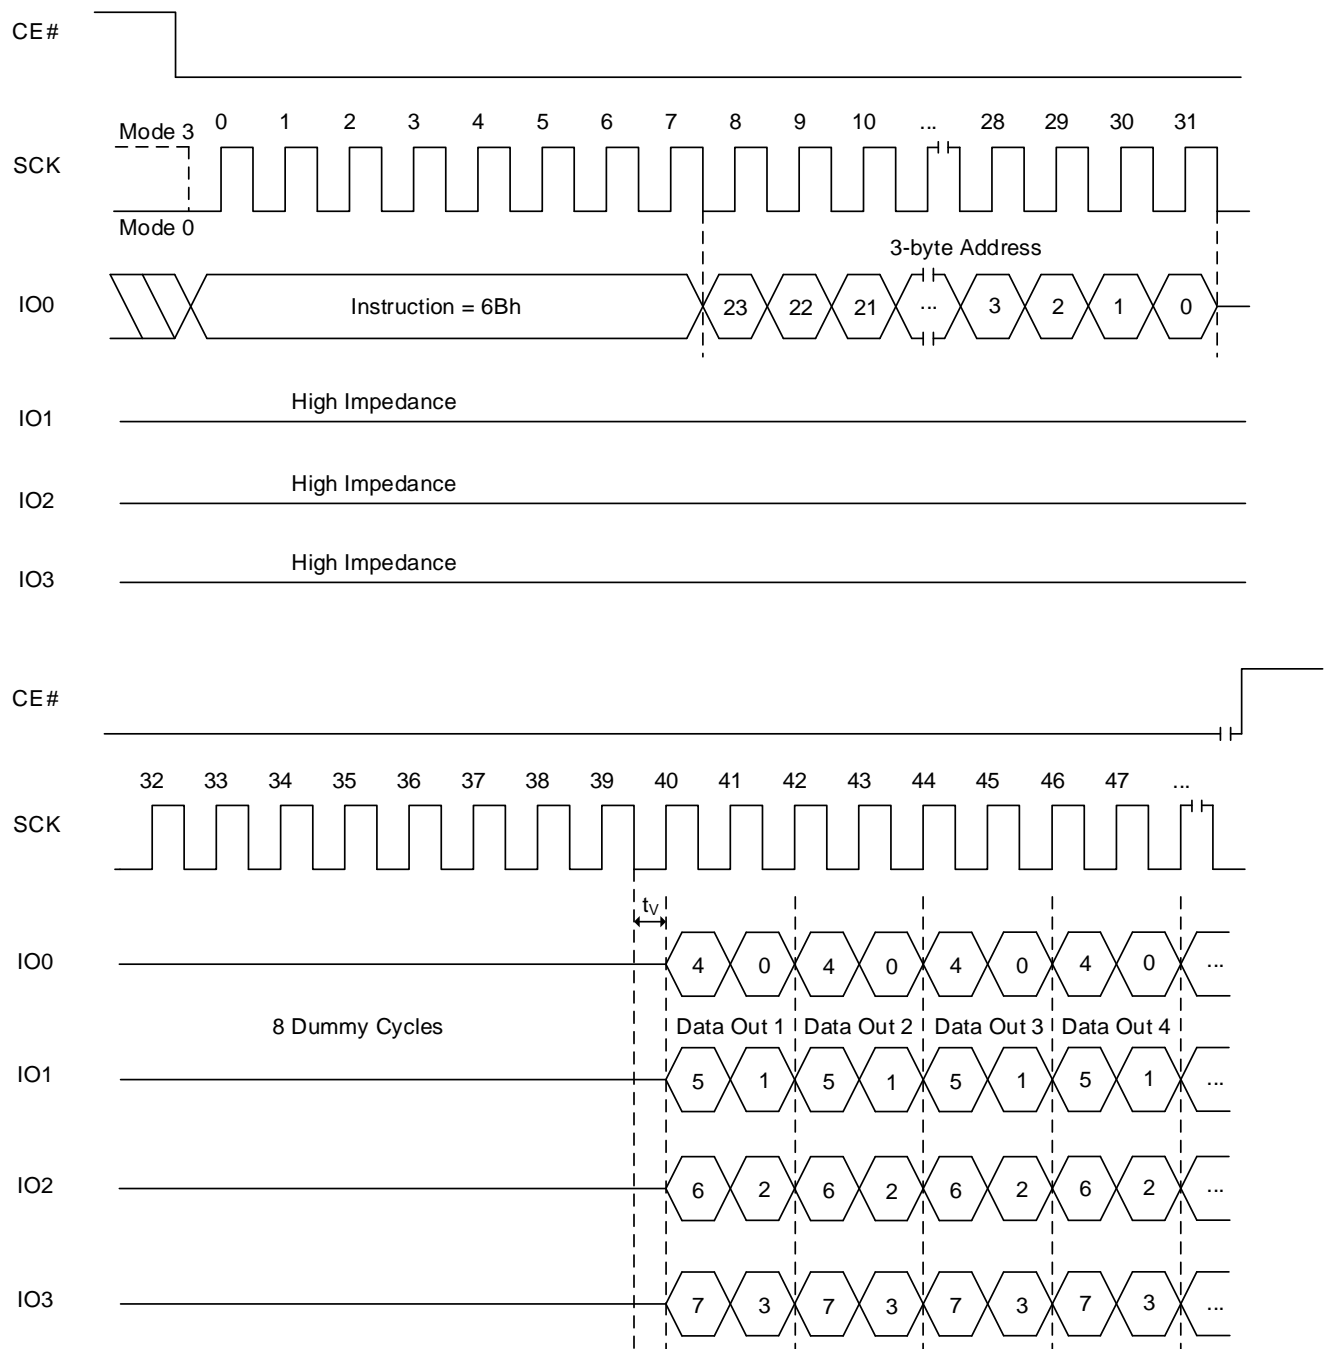 CE#
Mode 3 0 1 2 3 4 5 6 7 8 9 10 ... 28 29 30 31
SCK
Mode 0
3-byte Address
IO0 Instruction = 6Bh 23 22 21 ... 3 2 1 0
High Impedance
IO1
High Impedance
IO2
High Impedance
IO3
CE#
32 33 34 35 36 37 38 39 40 41 42 43 44 45 46 47 ...
SCK
tV
IO0 4 0 4 0 4 0 4 0 ...
8 Dummy Cycles Data Out 1 Data Out 2 Data Out 3 Data Out 4
IO1 5 1 5 1 5 1 5 1 ...
IO2 6 2 6 2 6 2 6 2 ...
IO3 7 3 7 3 7 3 7 3 ...